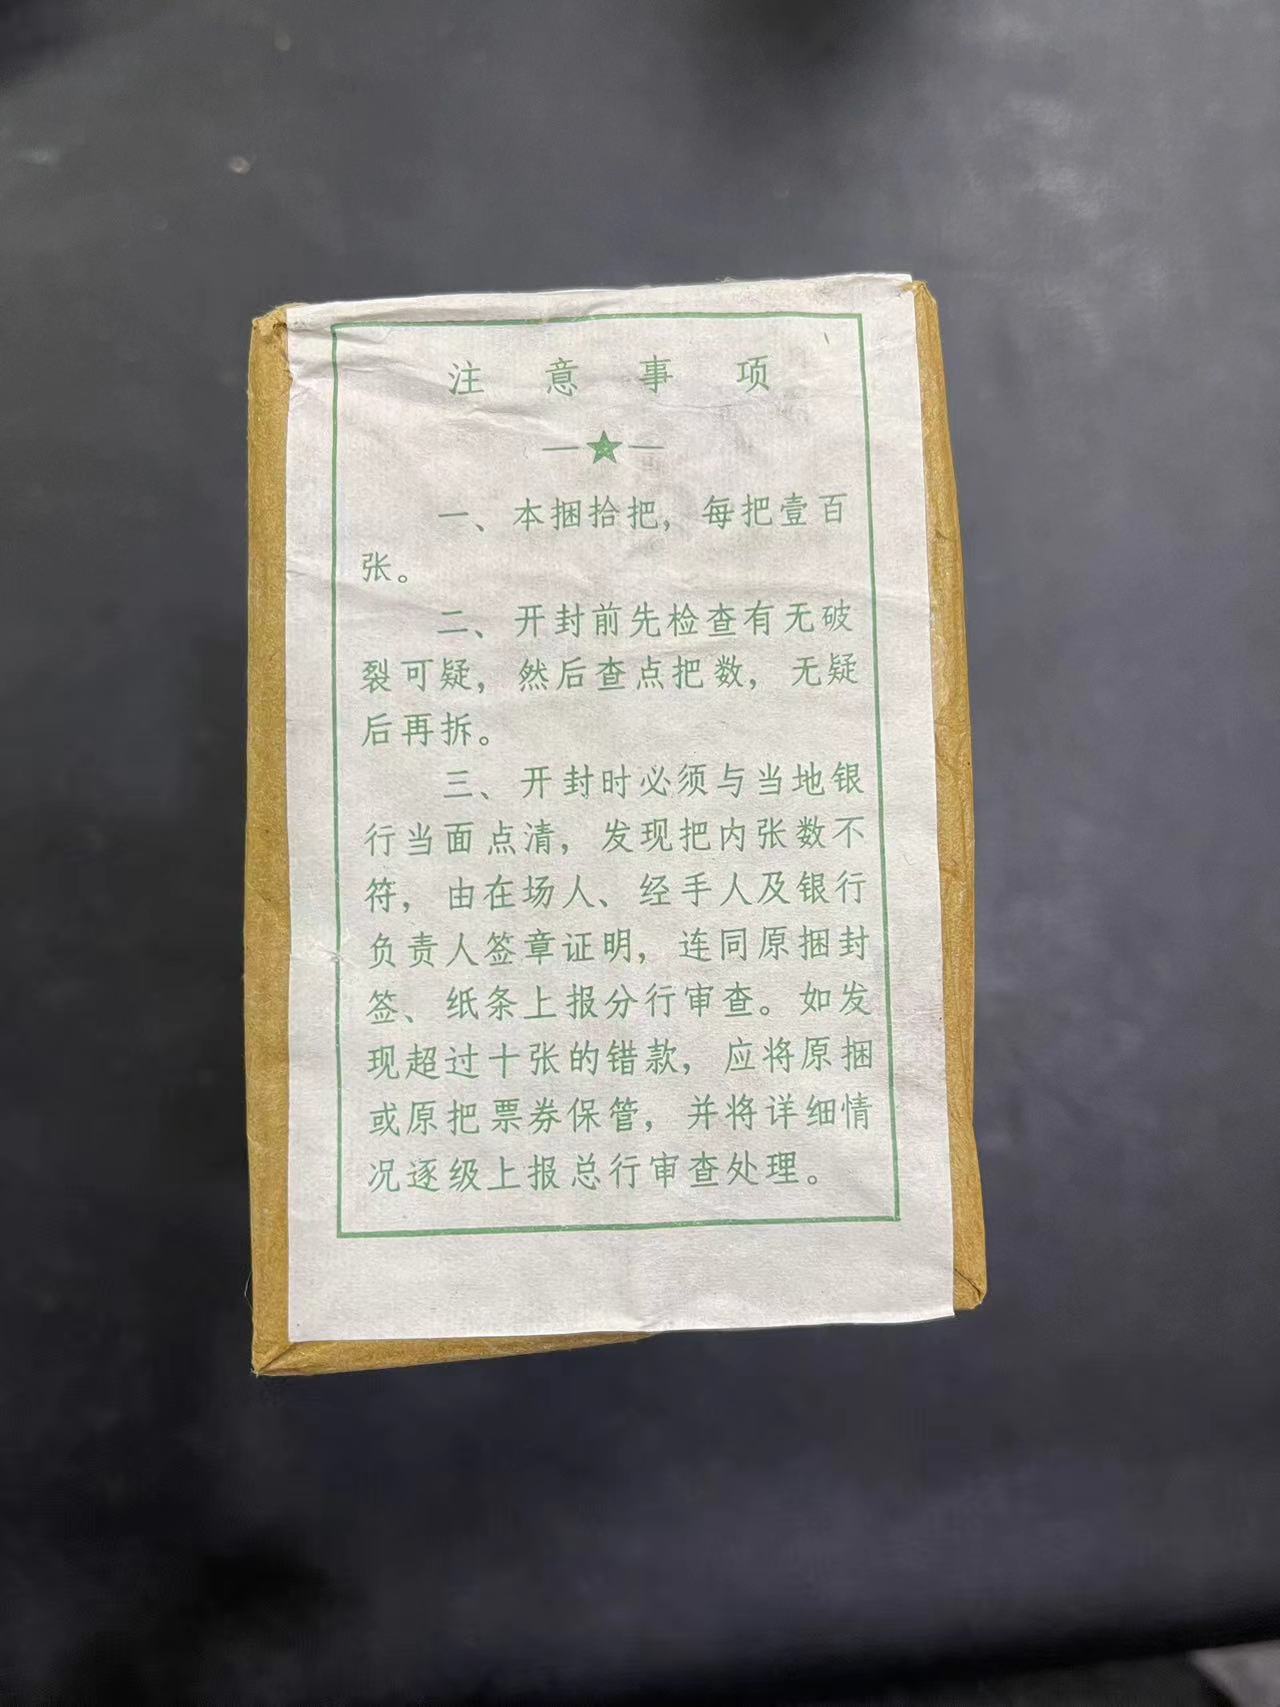 注意事项
一、本捆拾把，每把壹百
张。
二、开封前先检查有无破
裂可疑，然后查点把数，无疑
后再拆。
三、开封时必须与当地银
行当面点清，发现把内张数不
符，由在场人、经手人及银行
负责人签章证明，连同原捆封
签、纸条上报分行审查。如发
现超过十张的错款，应将原捆
或原把票券保管，并将详细情
况逐级上报总行审查处理。